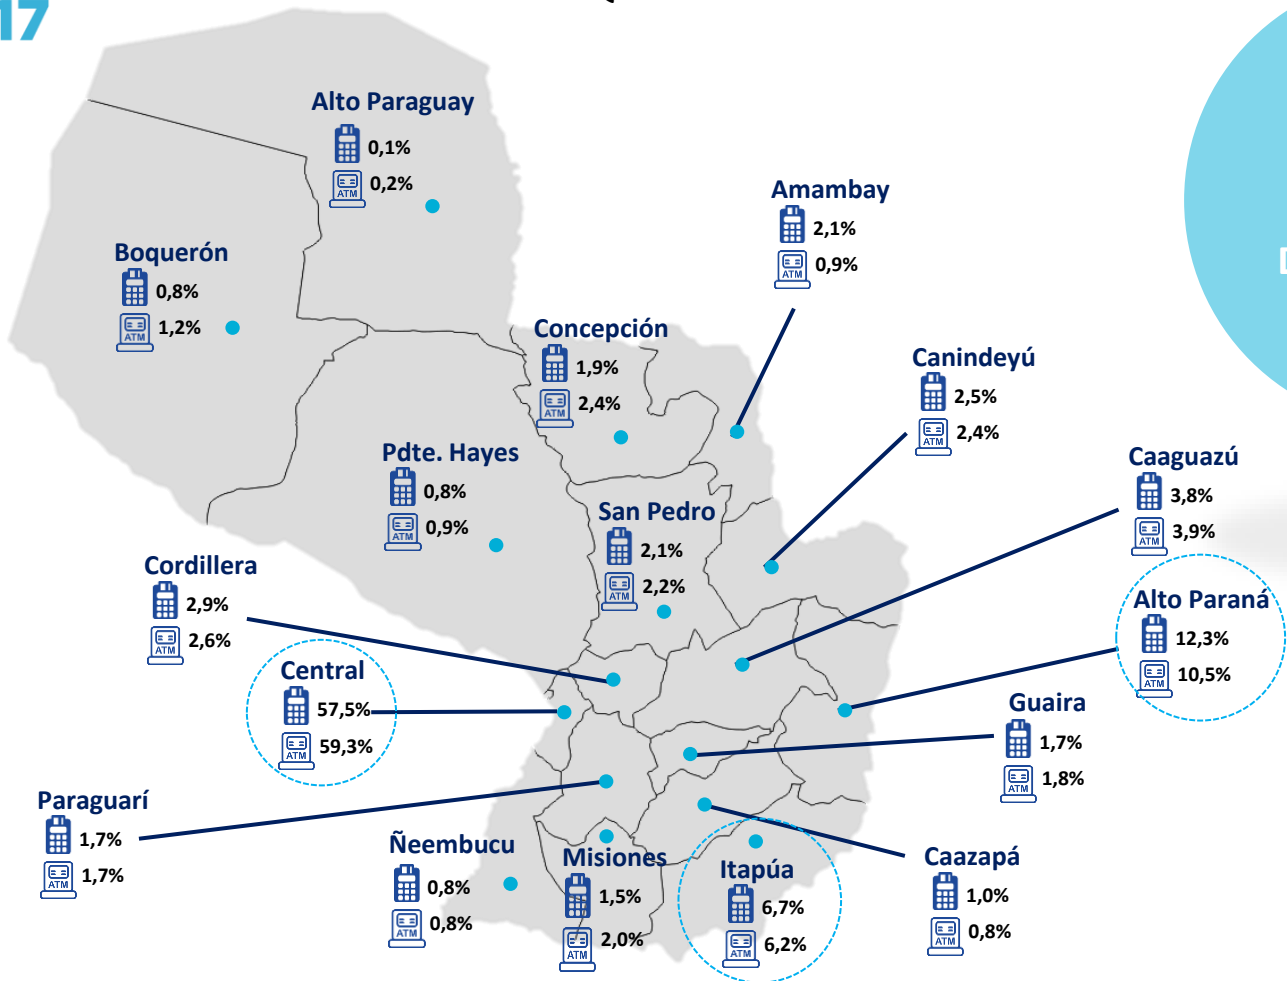 17
Alto Paraguay
0,1%
ATM
0,2%
Amambay
2,1%
ATM
0,9%
Boquerón
0,8%
ATM
1,2%
Concepción
1,9%
ATM
2,4%
Canindeyú
2,5%
ATM
2,4%
Pdte. Hayes
0,8%
ATM
0,9%
Caaguazú
3,8%
ATM
3,9%
San Pedro
2,1%
ATM
2,2%
Cordillera
2,9%
ATM
2,6%
Alto Paraná
12,3%
ATM
10,5%
Central
57,5%
ATM
59,3%
Guaira
1,7%
ATM
1,8%
Paraguarí
1,7%
ATM
1,7%
Ñeembucu
0,8%
ATM
0,8%
Misiones
1,5%
ATM
2,0%
Itapúa
6,7%
ATM
6,2%
Caazapá
1,0%
ATM
0,8%